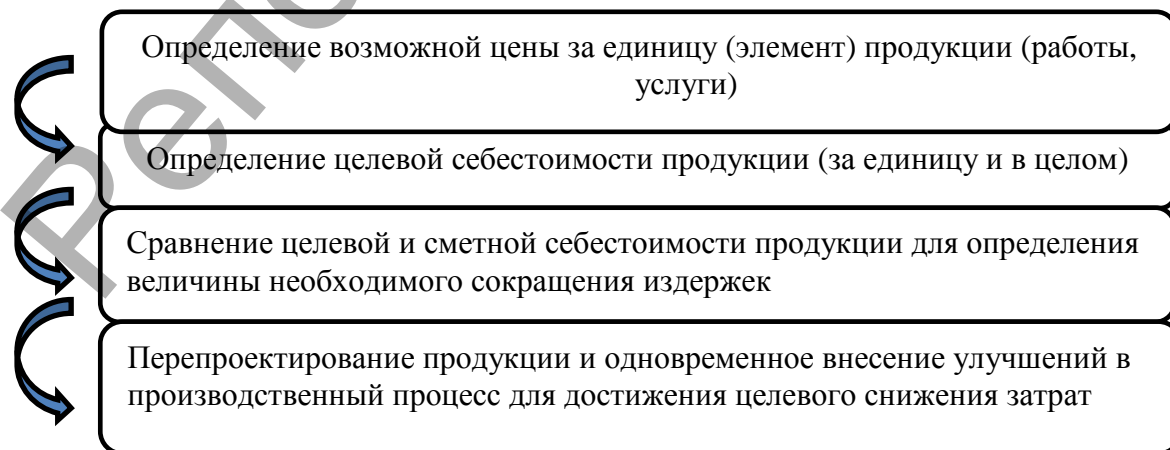 Определение возможной цены за единицу (элемент) продукции (работы,
услуги)
Определение целевой себестоимости продукции (за единицу и в целом)
Сравнение целевой и сметной себестоимости продукции для определения
величины необходимого сокращения издержек
Перепроектирование продукции и одновременное внесение улучшений в
производственный процесс для достижения целевого снижения затрат
Репо